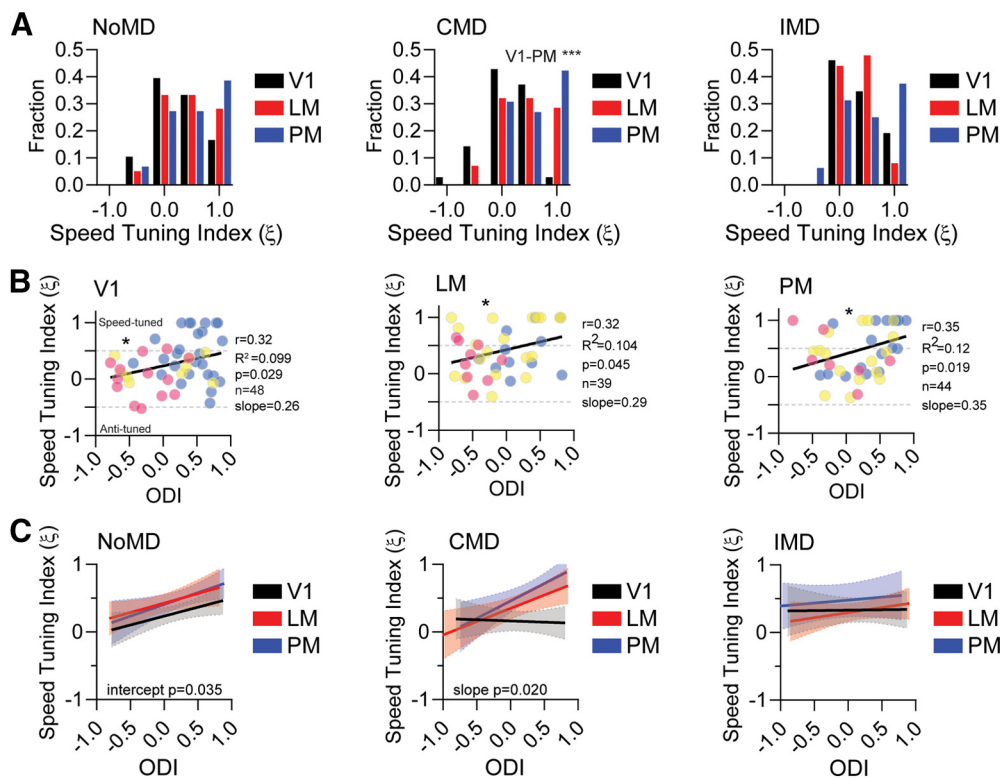 A
NoMD
CMD
IMD
Fraction
0.5
0.4
0.3
0.2
0.1
0.0
-1.0
0.0
1.0
Speed Tuning Index (ξ)
V1
LM
PM
Fraction
0.5
0.4
0.3
0.2
0.1
0.0
V1-PM ***
-1.0
0.0
1.0
Speed Tuning Index (ξ)
V1
LM
PM
Fraction
0.5
0.4
0.3
0.2
0.1
0.0
-1.0
0.0
1.0
Speed Tuning Index (ξ)
V1
LM
PM
B
V1
Speed Tuning Index (ξ)
1
0
-1
Speed-tuned
*
Anti-tuned
r=0.32
R²=0.099
p=0.029
n=48
slope=0.26
-1.0
-0.5
0.0
0.5
1.0
ODI
LM
Speed Tuning Index (ξ)
1
0
-1
*
r=0.32
R²=0.104
p=0.045
n=39
slope=0.29
-1.0
-0.5
0.0
0.5
1.0
ODI
PM
Speed Tuning Index (ξ)
1
0
-1
*
r=0.35
R²=0.12
p=0.019
n=44
slope=0.35
-1.0
-0.5
0.0
0.5
1.0
ODI
C
NoMD
Speed Tuning Index (ξ)
1
0
-1
intercept p=0.035
-1.0
-0.5
0.0
0.5
1.0
ODI
V1
LM
PM
CMD
Speed Tuning Index (ξ)
1
0
-1
slope p=0.020
-1.0
-0.5
0.0
0.5
1.0
ODI
V1
LM
PM
IMD
Speed Tuning Index (ξ)
1
0
-1
-1.0
-0.5
0.0
0.5
1.0
ODI
V1
LM
PM